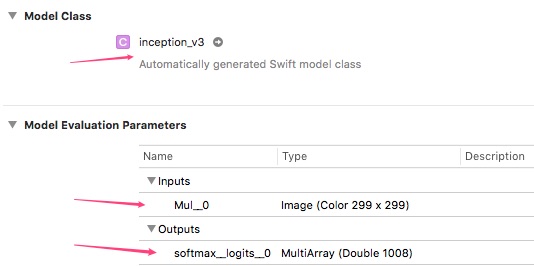 Model Class
C inception_v3
Automatically generated Swift model class
Model Evaluation Parameters
Name Type Description
Inputs
Mul__0 Image (Color 299 x 299)
Outputs
softmax__logits__0 MultiArray (Double 1008)